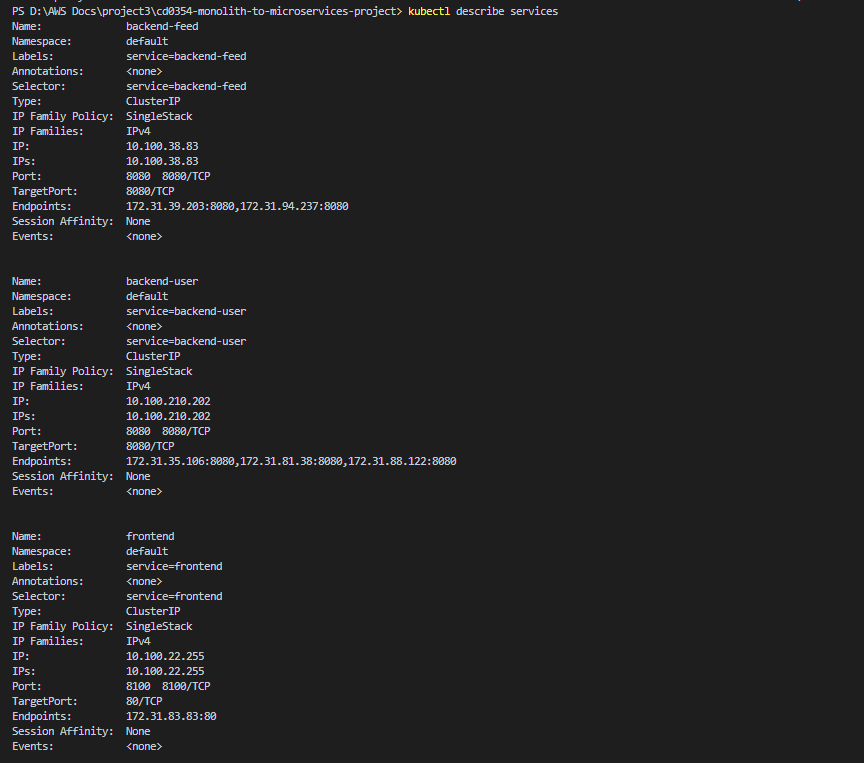 PS D:\AWS Docs\project3\cd0354-monolith-to-microservices-project> kubectl describe services
Name:              backend-feed
Namespace:         default
Labels:            service=backend-feed
Annotations:       <none>
Selector:          service=backend-feed
Type:              ClusterIP
IP Family Policy:  SingleStack
IP Families:       IPv4
IP:                10.100.38.83
IPs:               10.100.38.83
Port:              8080  8080/TCP
TargetPort:        8080/TCP
Endpoints:         172.31.39.203:8080,172.31.94.237:8080
Session Affinity:  None
Events:            <none>
Name:              backend-user
Namespace:         default
Labels:            service=backend-user
Annotations:       <none>
Selector:          service=backend-user
Type:              ClusterIP
IP Family Policy:  SingleStack
IP Families:       IPv4
IP:                10.100.210.202
IPs:               10.100.210.202
Port:              8080  8080/TCP
TargetPort:        8080/TCP
Endpoints:         172.31.35.106:8080,172.31.81.38:8080,172.31.88.122:8080
Session Affinity:  None
Events:            <none>
Name:              frontend
Namespace:         default
Labels:            service=frontend
Annotations:       <none>
Selector:          service=frontend
Type:              ClusterIP
IP Family Policy:  SingleStack
IP Families:       IPv4
IP:                10.100.22.255
IPs:               10.100.22.255
Port:              8100  8100/TCP
TargetPort:        80/TCP
Endpoints:         172.31.83.83:80
Session Affinity:  None
Events:            <none>